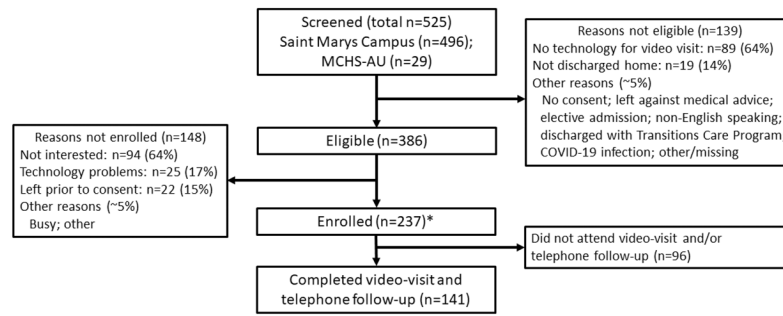 Screened (total n=525)
Saint Marys Campus (n=496);
MCHS-AU (n=29)
Reasons not eligible (n=139)
No technology for video visit: n=89 (64%)
Not discharged home: n=19 (14%)
Other reasons (~5%)
No consent; left against medical advice;
elective admission; non-English speaking;
discharged with Transitions Care Program
COVID-19 infection; other/missing
Eligible (n=386)
Reasons not enrolled (n=148)
Not interested: n=94 (64%)
Technology problems: n=25 (17%)
Left prior to consent: n=22 (15%)
Other reasons (~5%)
Busy; other
Enrolled (n=237)*
Did not attend video-visit and/or
telephone follow-up (n=96)
Completed video-visit and
telephone follow-up (n=141)